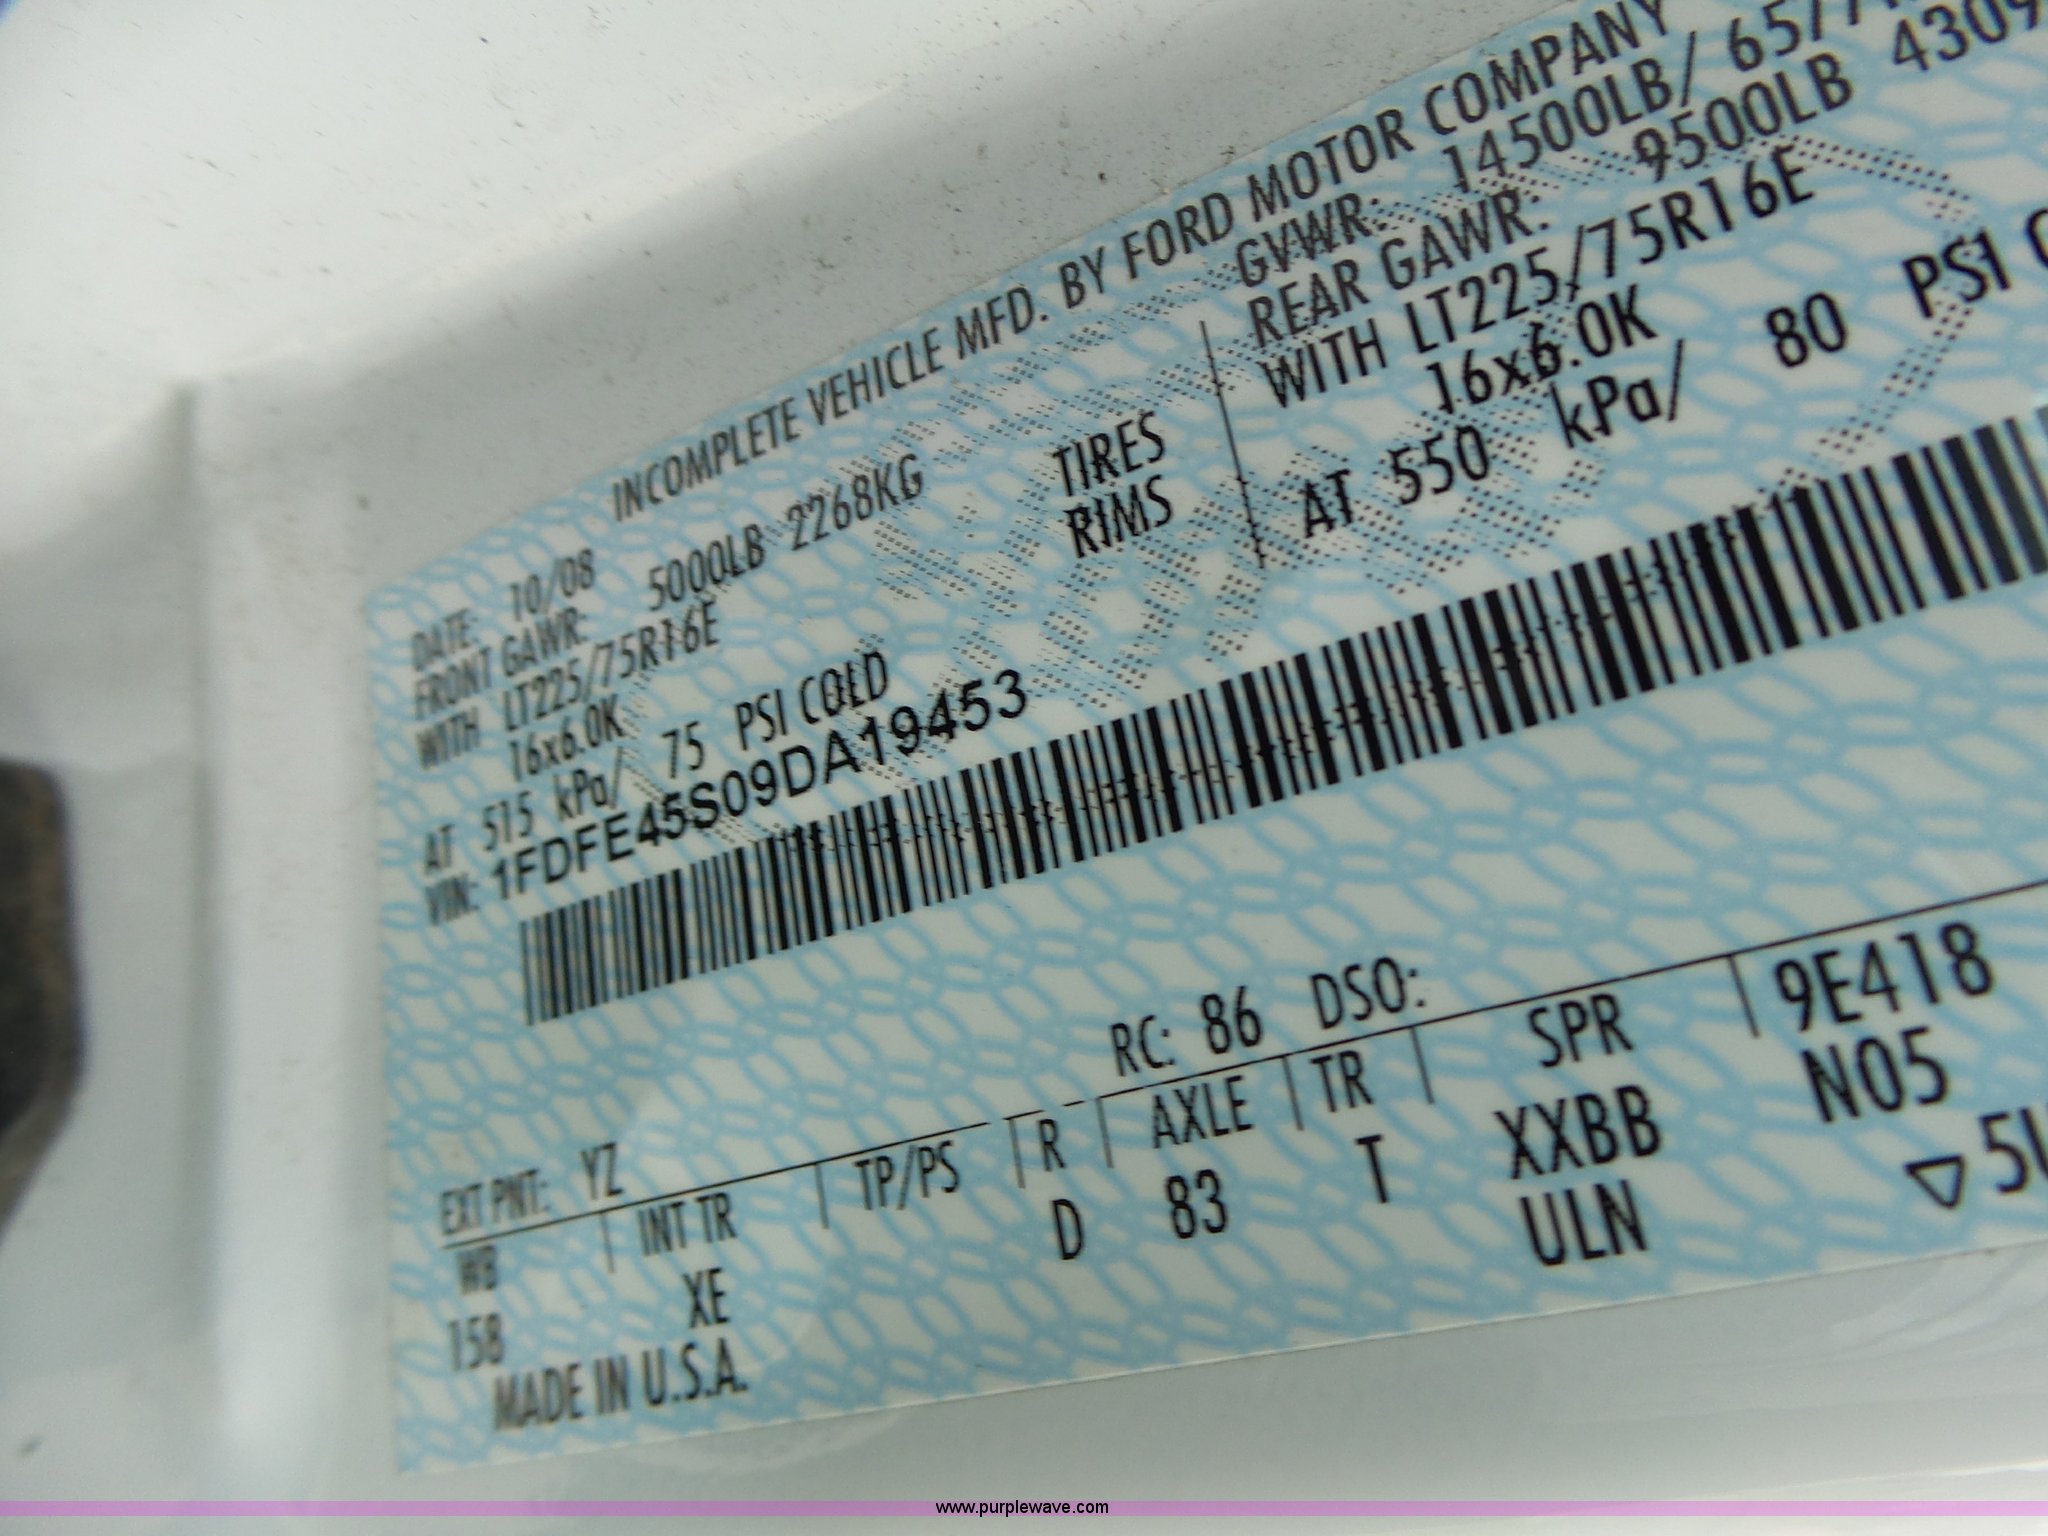 INCOMPLETE VEHICLE MFD. BY FORD MOTOR COMPANY
DATE: 10/08 GVWR: 14500LB/
FRONT GAWR: 5000LB 2268KG REAR GAWR: 9500LB
WITH LT225/75R16E TIRES WITH LT225/75R16E
16x6.0K RIMS 16x6.0K
AT 515 kPa/ 75 PSI COLD AT 550 kPa/ 80 PSI
VIN: 1FDFE45S09DA19453
EXT PNT: YZ RC: 86 DSO:
WB INT TR TP/PS R AXLE TR SPR 9E418
158 XE D 83 T XXBB N05
MADE IN U.S.A. ULN
www.purplewave.com